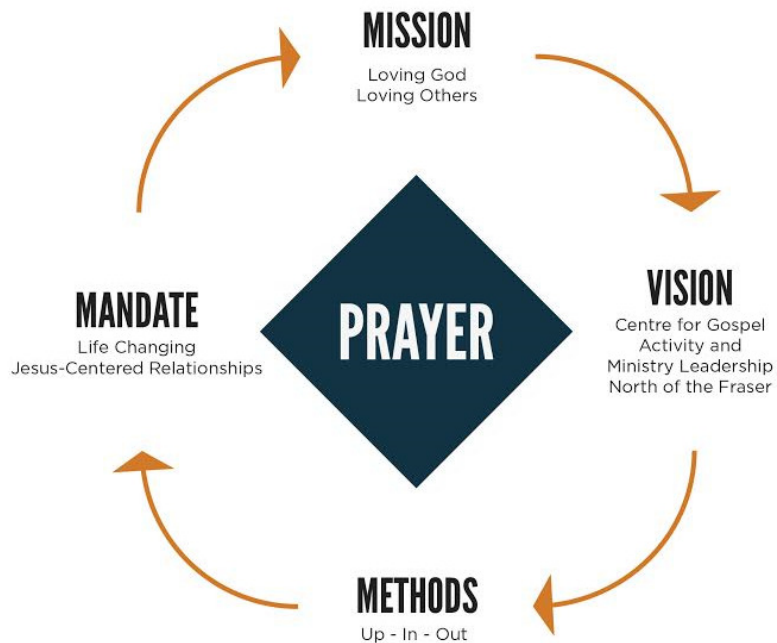 MISSION
Loving God
Loving Others
MANDATE
Life Changing
Jesus-Centered Relationships
PRAYER
VISION
Centre for Gospel
Activity and
Ministry Leadership
North of the Fraser
METHODS
Up - In - Out